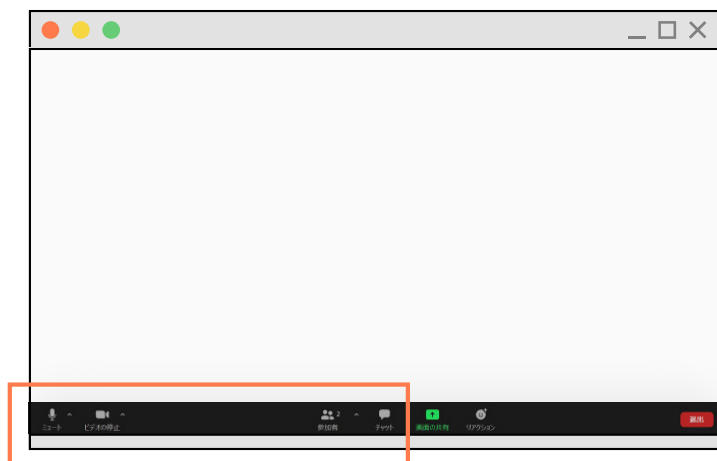 ミュート
ビデオの停止
2
参加者
チャット
画面の共有
リアクション
退出